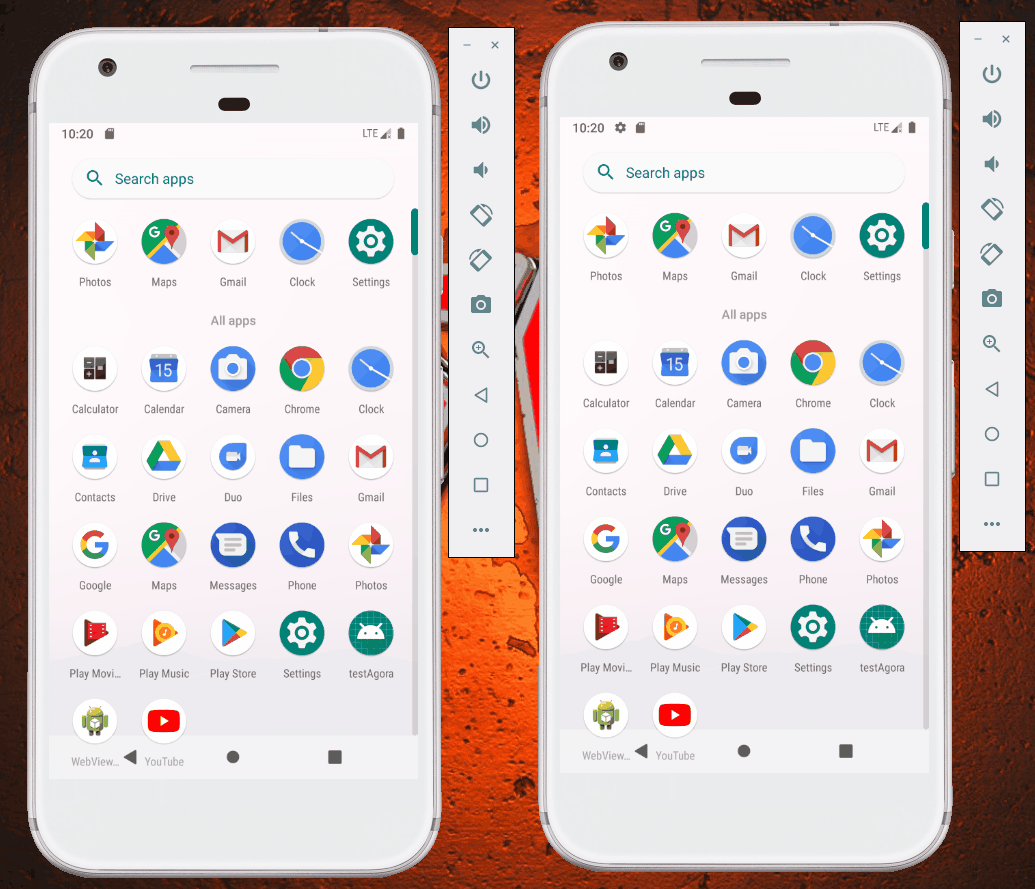 10:20
LTE
Search apps
Photos Maps Gmail Clock Settings
All apps
15
Calculator Calendar Camera Chrome Clock
Contacts Drive Duo Files Gmail
Google Maps Messages Phone Photos
Play Movi... Play Music Play Store Settings testAgora
WebView... YouTube
10:20
LTE
Search apps
Photos Maps Gmail Clock Settings
All apps
15
Calculator Calendar Camera Chrome Clock
Contacts Drive Duo Files Gmail
Google Maps Messages Phone Photos
Play Movi... Play Music Play Store Settings testAgora
WebView... YouTube